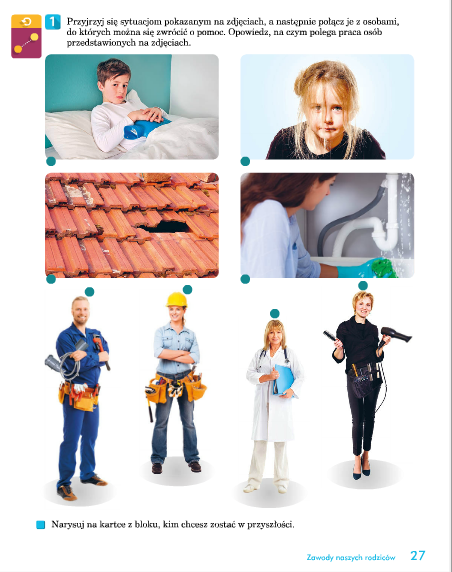 1 Przyjrzyj się sytuacjom pokazanym na zdjęciach, a następnie połącz je z osobami,
do których można się zwrócić o pomoc. Opowiedz, na czym polega praca osób
przedstawionych na zdjęciach.
Narysuj na kartce z bloku, kim chcesz zostać w przyszłości.
Zawody naszych rodziców 27